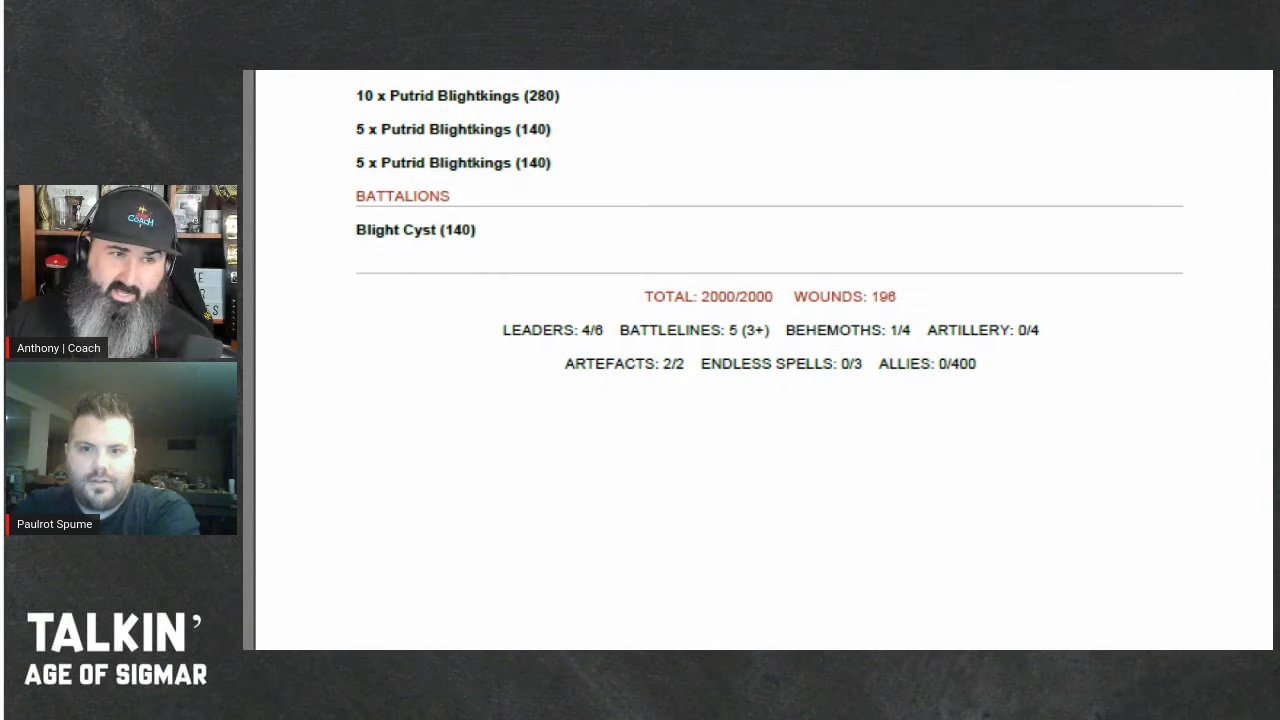 10 x Putrid Blightkings (280)
5 x Putrid Blightkings (140)
5 x Putrid Blightkings (140)
BATTALIONS
Blight Cyst (140)
TOTAL: 2000/2000 WOUNDS: 196
LEADERS: 4/6 BATTLELINES: 5 (3+) BEHEMOTHS: 1/4 ARTILLERY: 0/4
ARTEFACTS: 2/2 ENDLESS SPELLS: 0/3 ALLIES: 0/400
COACH
Anthony | Coach
Paulrot Spume
TALKIN'
AGE OF SIGMAR